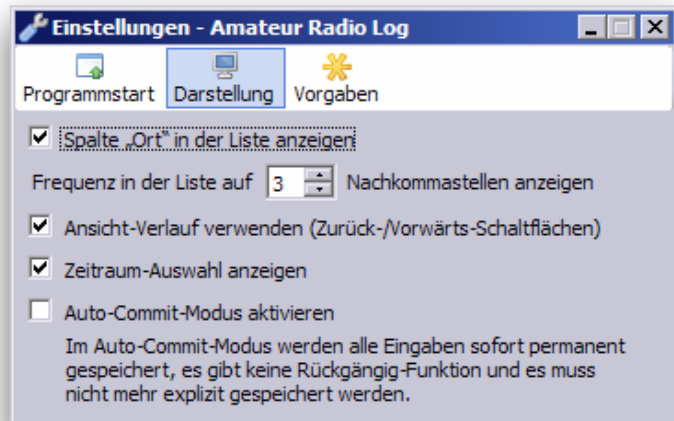 Einstellungen - Amateur Radio Log
Programmstart Darstellung Vorgaben
Spalte „Ort“ in der Liste anzeigen
Frequenz in der Liste auf 3 Nachkommastellen anzeigen
Ansicht-Verlauf verwenden (Zurück-/Vorwärts-Schaltflächen)
Zeitraum-Auswahl anzeigen
Auto-Commit-Modus aktivieren
Im Auto-Commit-Modus werden alle Eingaben sofort permanent
gespeichert, es gibt keine Rückgängig-Funktion und es muss
nicht mehr explizit gespeichert werden.